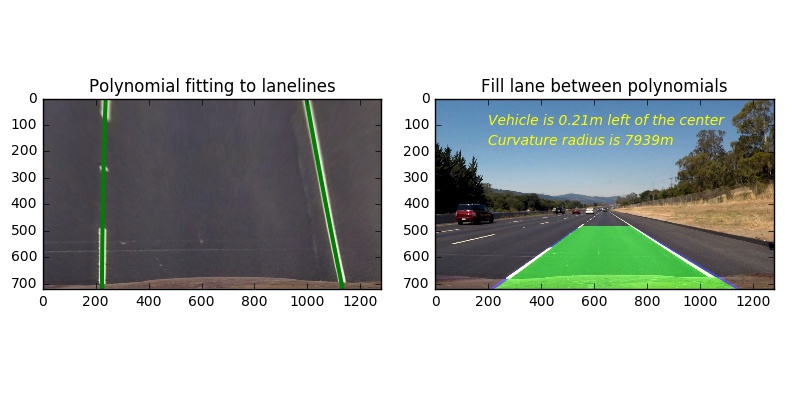 Polynomial fitting to lanelines
0
100
200
300
400
500
600
700
0 200 400 600 800 1000 1200
Fill lane between polynomials
Vehicle is 0.21m left of the center
Curvature radius is 7939m
0
100
200
300
400
500
600
700
0 200 400 600 800 1000 1200